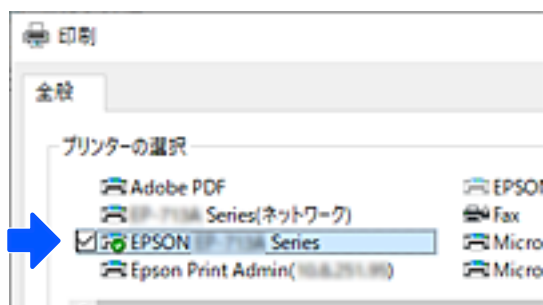 印刷
全般
プリンターの選択
Adobe PDF
Series(ネットワーク)
EPSON Series
Epson Print Admin( )
EPSON
Fax
Micro
Micro